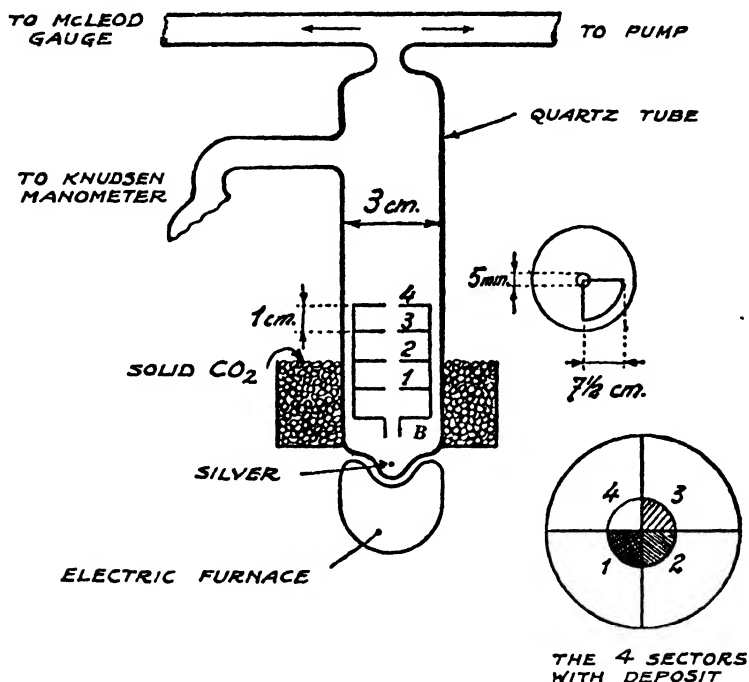 TO MCLEOD
GAUGE
TO PUMP
QUARTZ TUBE
TO KNUDSEN
MANOMETER
3 cm.
5 mm.
1 cm.
4
3
2
1
SOLID CO2
7½ cm.
B
SILVER
4 3
1 2
ELECTRIC FURNACE
THE 4 SECTORS
WITH DEPOSIT